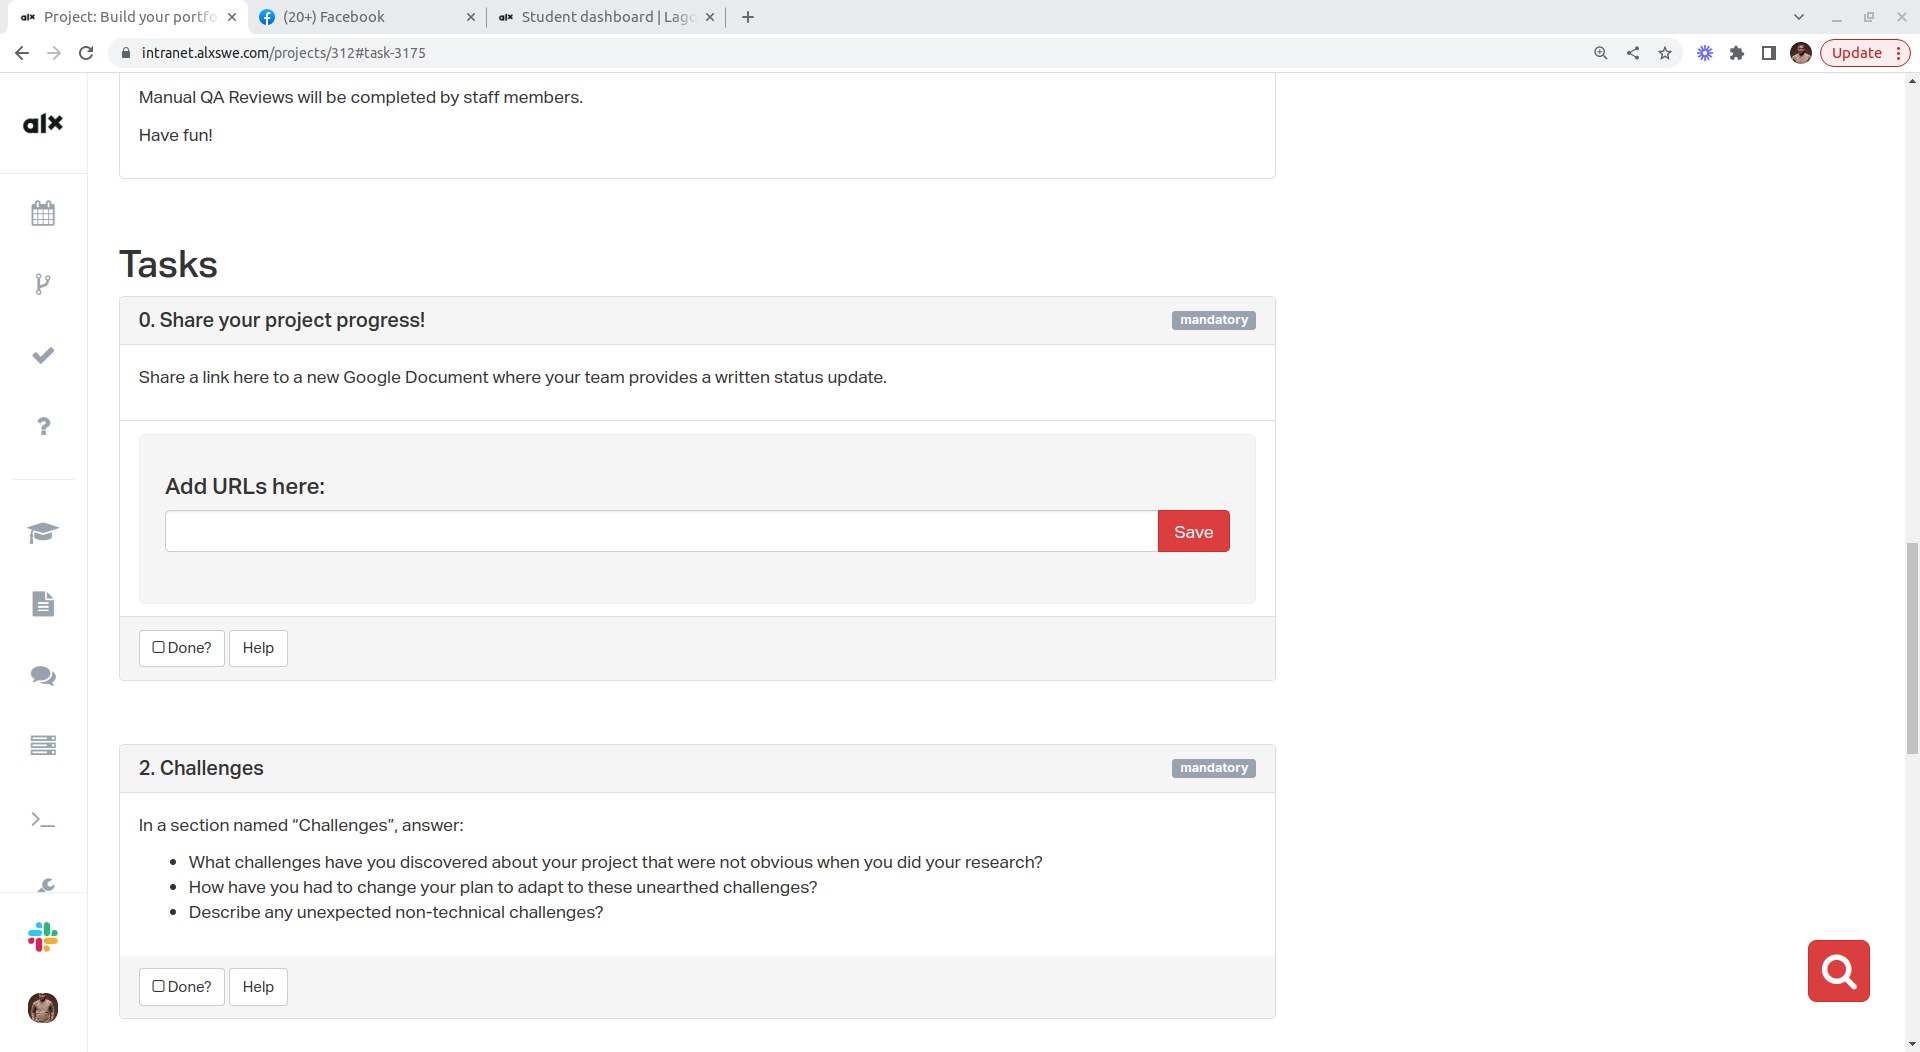 alx Project: Build your portfo
(20+) Facebook
alx Student dashboard | Lago
intranet.alxswe.com/projects/312#task-3175
Update
alx
Manual QA Reviews will be completed by staff members.
Have fun!
Tasks
0. Share your project progress!
mandatory
Share a link here to a new Google Document where your team provides a written status update.
Add URLs here:
Save
Done?
Help
2. Challenges
mandatory
In a section named “Challenges”, answer:
• What challenges have you discovered about your project that were not obvious when you did your research?
• How have you had to change your plan to adapt to these unearthed challenges?
• Describe any unexpected non-technical challenges?
Done?
Help